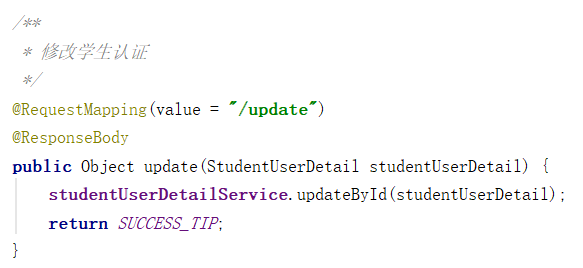 /**
 * 修改学生认证
 */
@RequestMapping(value = "/update")
@ResponseBody
public Object update(StudentUserDetail studentUserDetail) {
    studentUserDetailService.updateById(studentUserDetail);
    return SUCCESS_TIP;
}